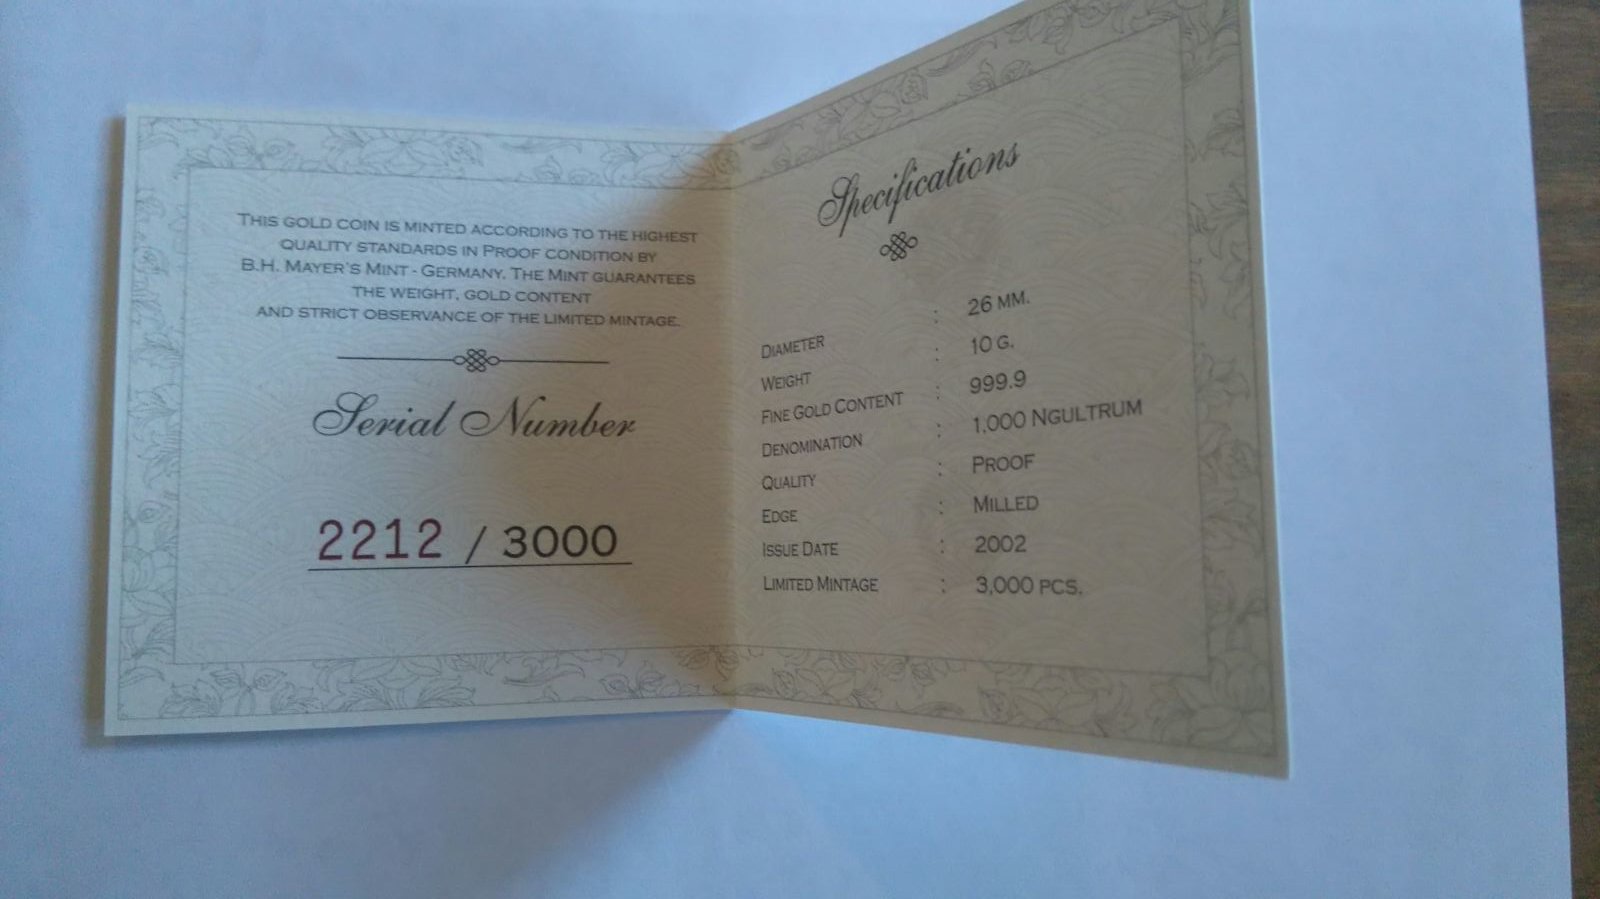 THIS GOLD COIN IS MINTED ACCORDING TO THE HIGHEST
QUALITY STANDARDS IN PROOF CONDITION BY
B.H. MAYER'S MINT - GERMANY. THE MINT GUARANTEES
THE WEIGHT, GOLD CONTENT
AND STRICT OBSERVANCE OF THE LIMITED MINTAGE.
Serial Number
2212 / 3000
Specifications
DIAMETER : 26 MM.
WEIGHT : 10 G.
FINE GOLD CONTENT : 999.9
DENOMINATION : 1,000 NGULTRUM
QUALITY : PROOF
EDGE : MILLED
ISSUE DATE : 2002
LIMITED MINTAGE : 3,000 PCS.